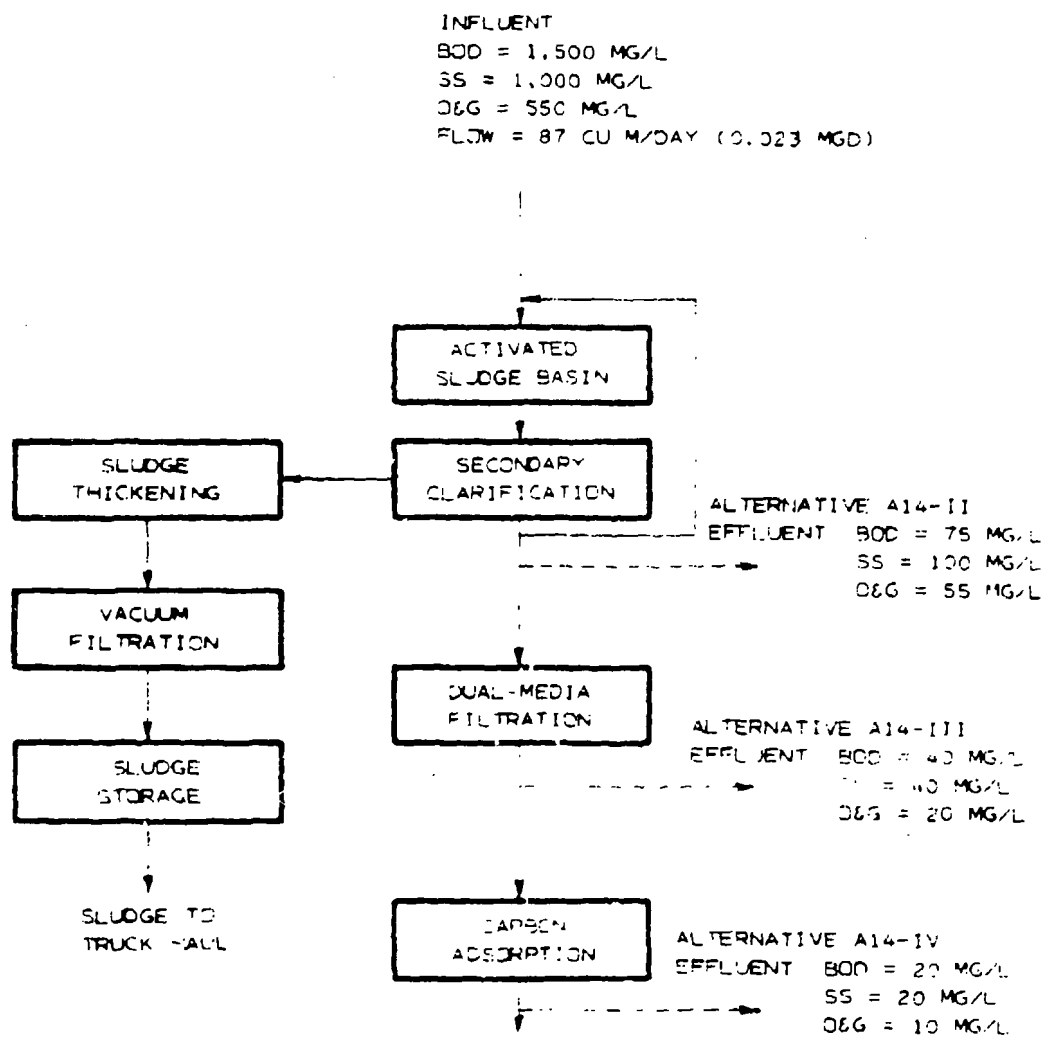 INFLUENT
BOD = 1,500 MG/L
SS = 1,000 MG/L
O&G = 550 MG/L
FLOW = 87 CU M/DAY (0.023 MGD)
ACTIVATED
SLUDGE BASIN
SLUDGE
THICKENING
SECONDARY
CLARIFICATION
ALTERNATIVE A14-II
EFFLUENT BOD = 75 MG/L
SS = 100 MG/L
O&G = 55 MG/L
VACUUM
FILTRATION
DUAL-MEDIA
FILTRATION
ALTERNATIVE A14-III
EFFLUENT BOD = 40 MG/L
= 40 MG/L
O&G = 20 MG/L
SLUDGE
STORAGE
SLUDGE TO
TRUCK HAUL
CARBON
ADSORPTION
ALTERNATIVE A14-IV
EFFLUENT BOD = 20 MG/L
SS = 20 MG/L
O&G = 10 MG/L